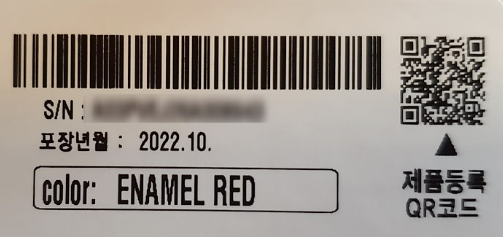 S/N :
포장년월 : 2022.10.
color: ENAMEL RED
제품등록
QR코드